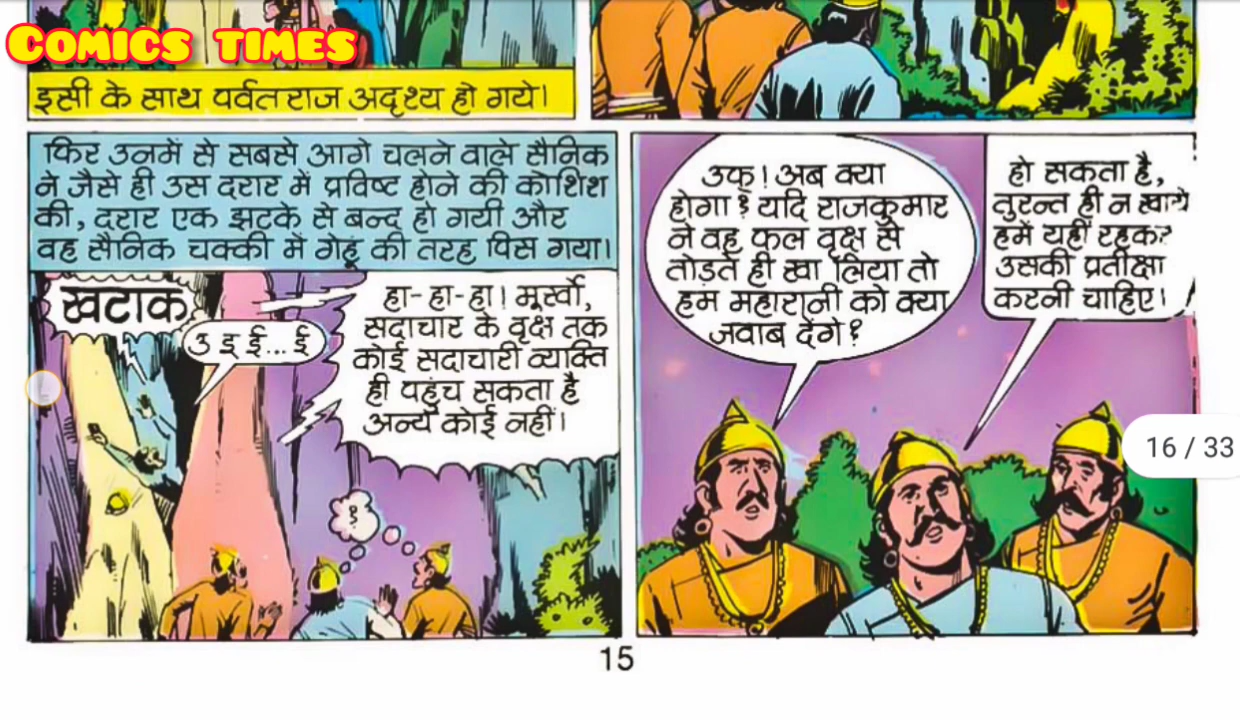 COMICS TIMES
इसी के साथ पर्वतराज अदृश्य हो गये।
फिर उनमें से सबसे आगे चलने वाले सैनिक
ने जैसे ही उस दरार में प्रविष्ट होने की कोशिश
की, दरार एक झटके से बन्द हो गयी और
वह सैनिक चक्की में गेहूं की तरह पिस गया।
खटाक
उ इ ई... ई
हा-हा-हा! मूर्खो,
सदाचार के वृक्ष तक
कोई सदाचारी व्यक्ति
ही पहुंच सकता है
अन्य कोई नहीं।
?
उफ! अब क्या
होगा? यदि राजकुमार
ने वह फल वृक्ष से
तोड़ते ही खा लिया तो
हम महारानी को क्या
जवाब देंगे?
हो सकता है,
तुरन्त ही न खाये
हमें यहीं रहकर
उसकी प्रतीक्षा
करनी चाहिए।
16 / 33
15